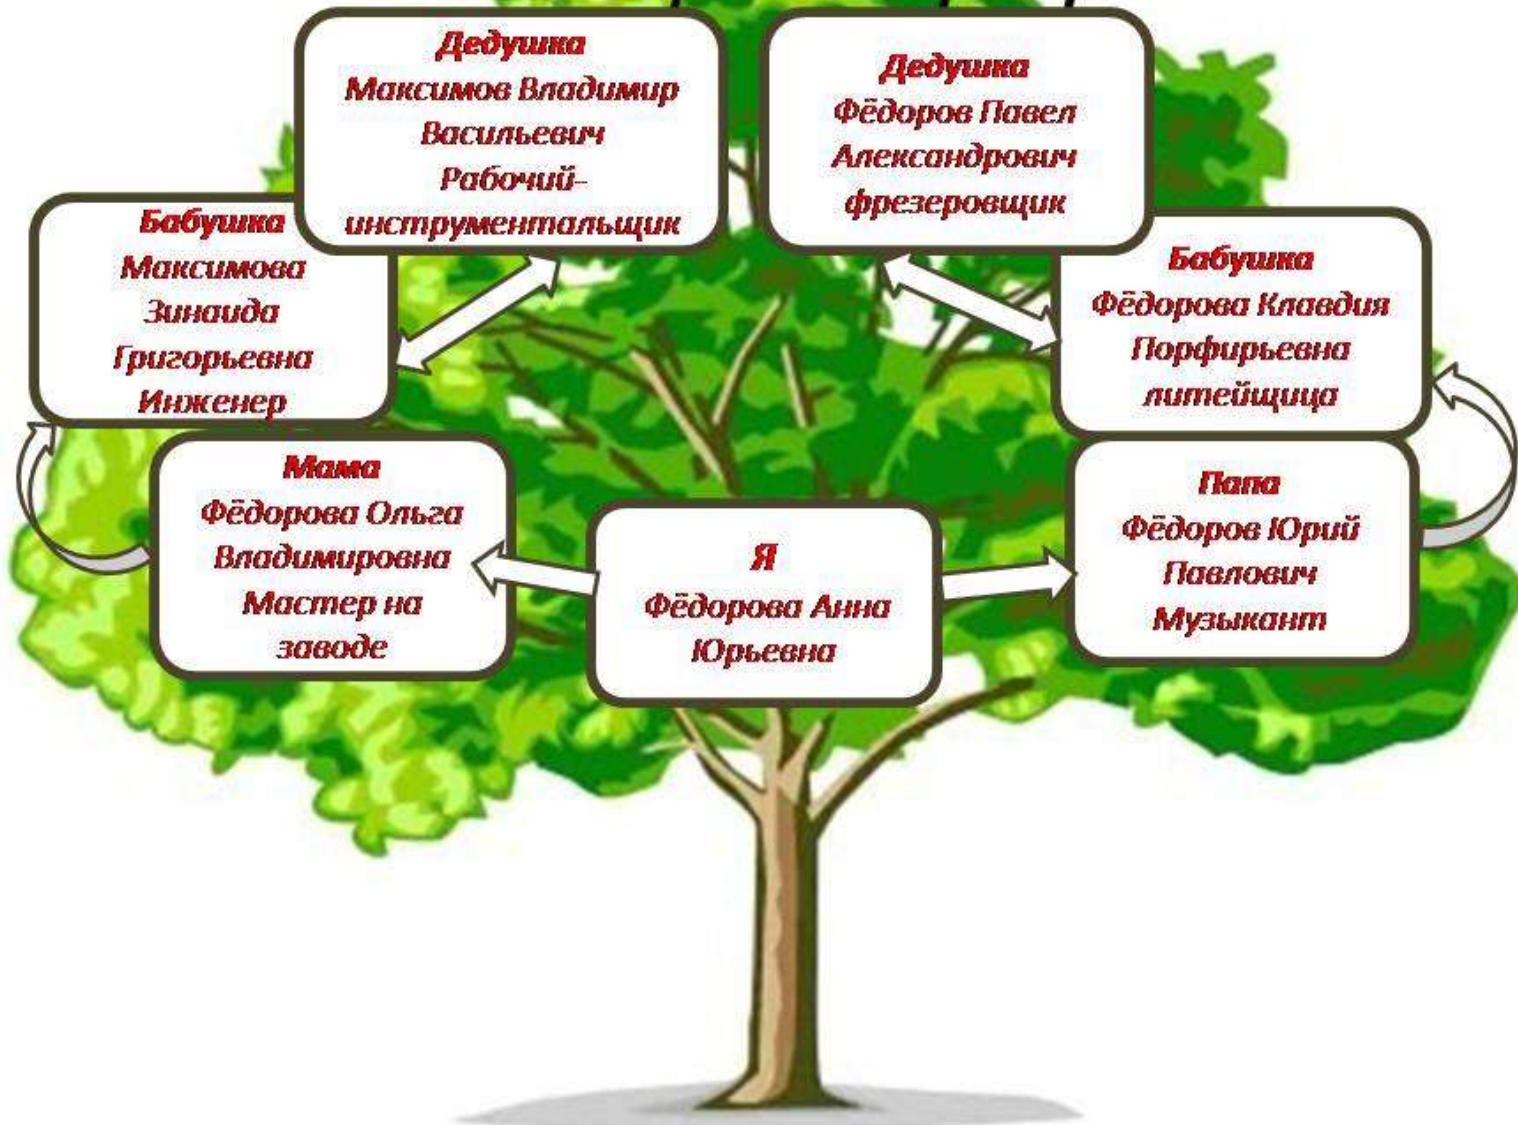 Дедушка
Максимов Владимир
Васильевич
Рабочий-
инструментальщик
Дедушка
Фёдоров Павел
Александрович
фрезеровщик
Бабушка
Максимова
Зинаида
Григорьевна
Инженер
Бабушка
Фёдорова Клавдия
Порфирьевна
литейщица
Мама
Фёдорова Ольга
Владимировна
Мастер на
заводе
Я
Фёдорова Анна
Юрьевна
Папа
Фёдоров Юрий
Павлович
Музыкант